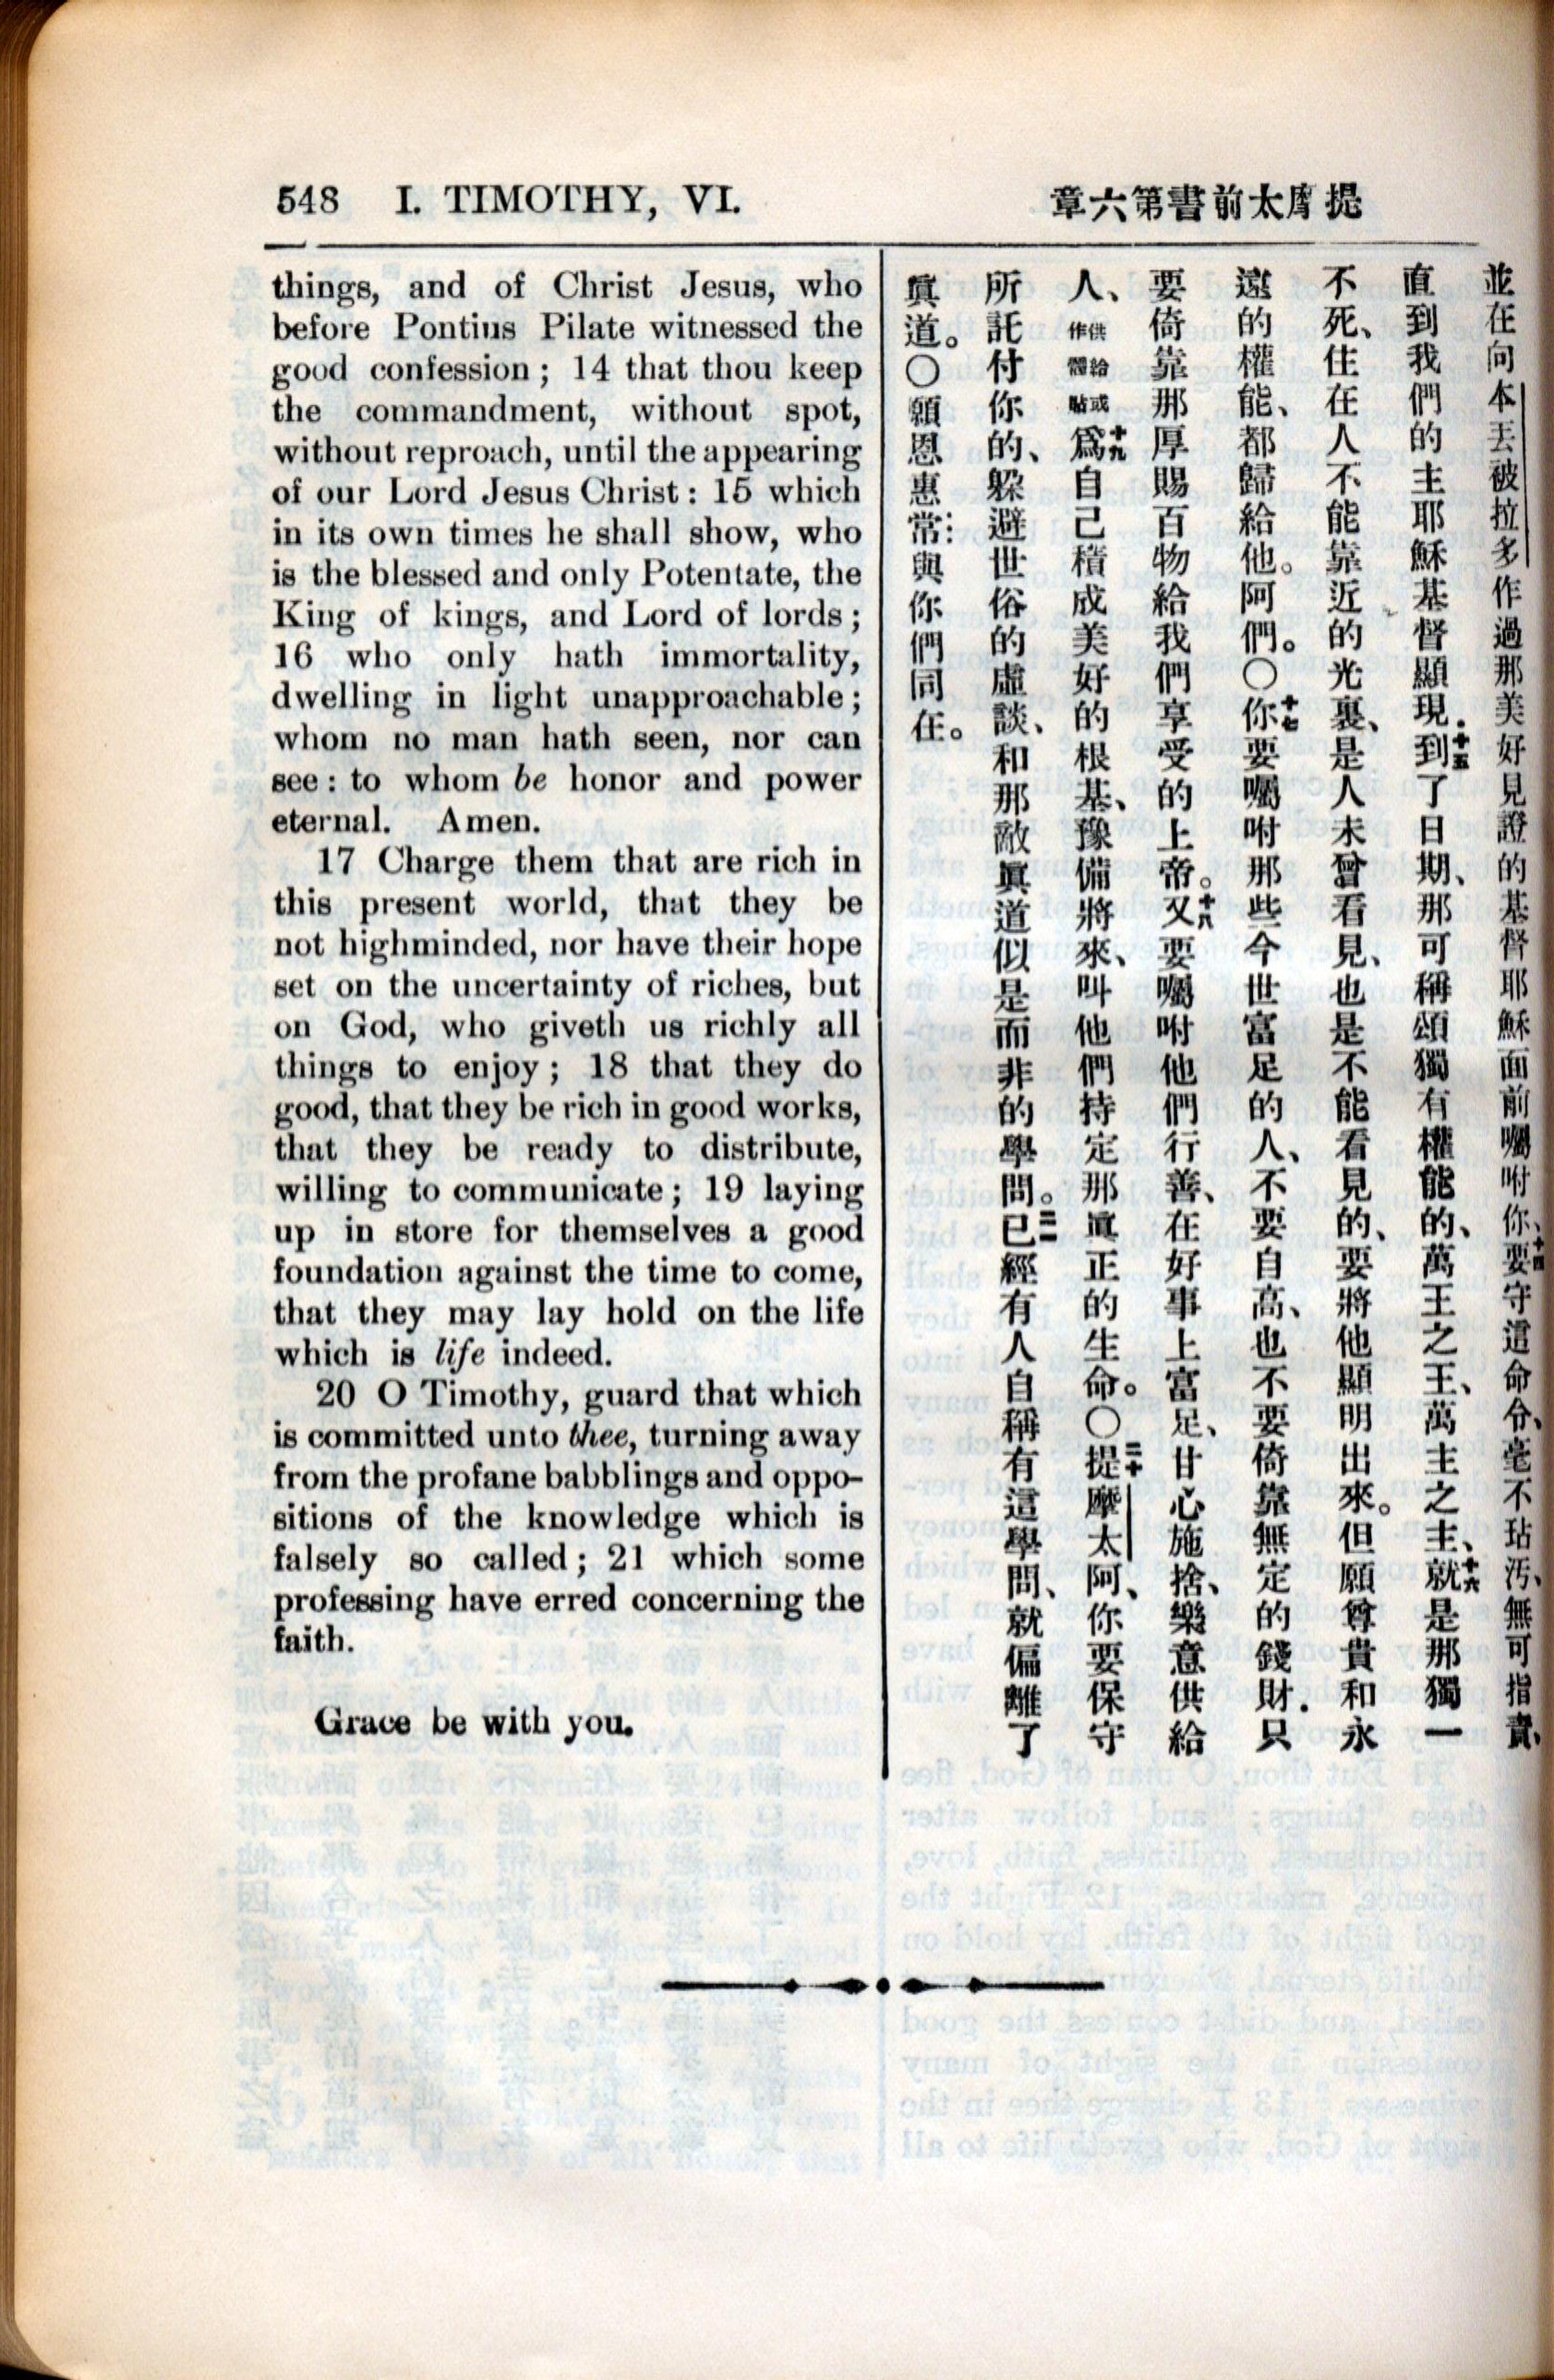 548 I. TIMOTHY, VI.
提摩太前書第六章
things, and of Christ Jesus, who
before Pontius Pilate witnessed the
good confession; 14 that thou keep
the commandment, without spot,
without reproach, until the appearing
of our Lord Jesus Christ: 15 which
in its own times he shall show, who
is the blessed and only Potentate, the
King of kings, and Lord of lords;
16 who only hath immortality,
dwelling in light unapproachable;
whom no man hath seen, nor can
see: to whom be honor and power
eternal. Amen.
17 Charge them that are rich in
this present world, that they be
not highminded, nor have their hope
set on the uncertainty of riches, but
on God, who giveth us richly all
things to enjoy; 18 that they do
good, that they be rich in good works,
that they be ready to distribute,
willing to communicate; 19 laying
up in store for themselves a good
foundation against the time to come,
that they may lay hold on the life
which is life indeed.
20 O Timothy, guard that which
is committed unto thee, turning away
from the profane babblings and oppo-
sitions of the knowledge which is
falsely so called; 21 which some
professing have erred concerning the
faith.
Grace be with you.
並在向本丟被拉多作過那美好見證的基督耶穌面前囑咐你、十四要守這命令、毫不玷污、無可指責、
直到我們的主耶穌基督顯現．十五到了日期、那可稱頌獨有權能的、萬王之王、萬主之主、十六就是那獨一
不死、住在人不能靠近的光裏、是人未曾看見、也是不能看見的、要將他顯明出來。但願尊貴和永
遠的權能、都歸給他。阿們。〇十七你要囑咐那些今世富足的人、不要自高、也不要倚靠無定的錢財．只
要倚靠那厚賜百物給我們享受的上帝。十八又要囑咐他們行善、在好事上富足、甘心施捨、樂意供給
人、供給或作體貼十九爲自己積成美好的根基、豫備將來、叫他們持定那眞正的生命。〇二十提摩太阿、你要保守
所託付你的、躲避世俗的虛談、和那敵眞道似是而非的學問。二一已經有人自稱有這學問、就偏離了
眞道。〇願恩惠常與你們同在。